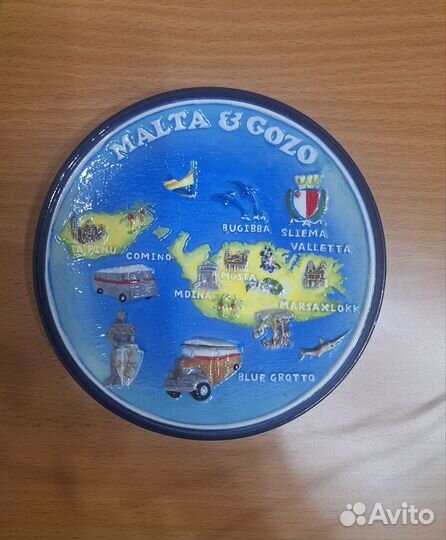 MALTA & GOZO
BUGIBBA
SLIEMA
VALLETTA
TA PINU
COMINO
MOSTA
MDINA
MARSAXLOKK
BLUE GROTTO
Avito